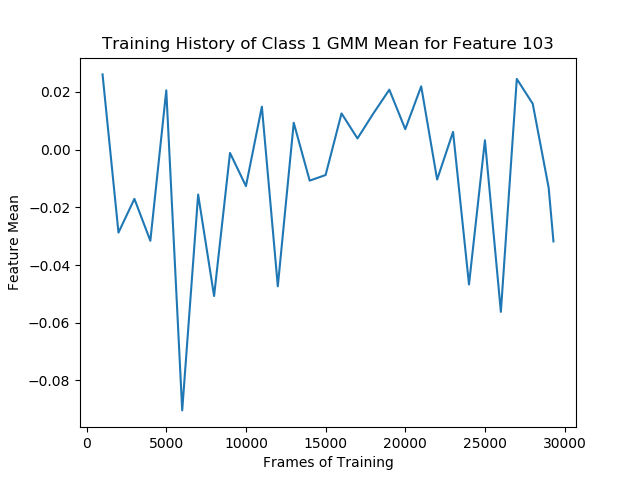 Training History of Class 1 GMM Mean for Feature 103
0.02
0.00
−0.02
−0.04
−0.06
−0.08
Feature Mean
0 5000 10000 15000 20000 25000 30000
Frames of Training